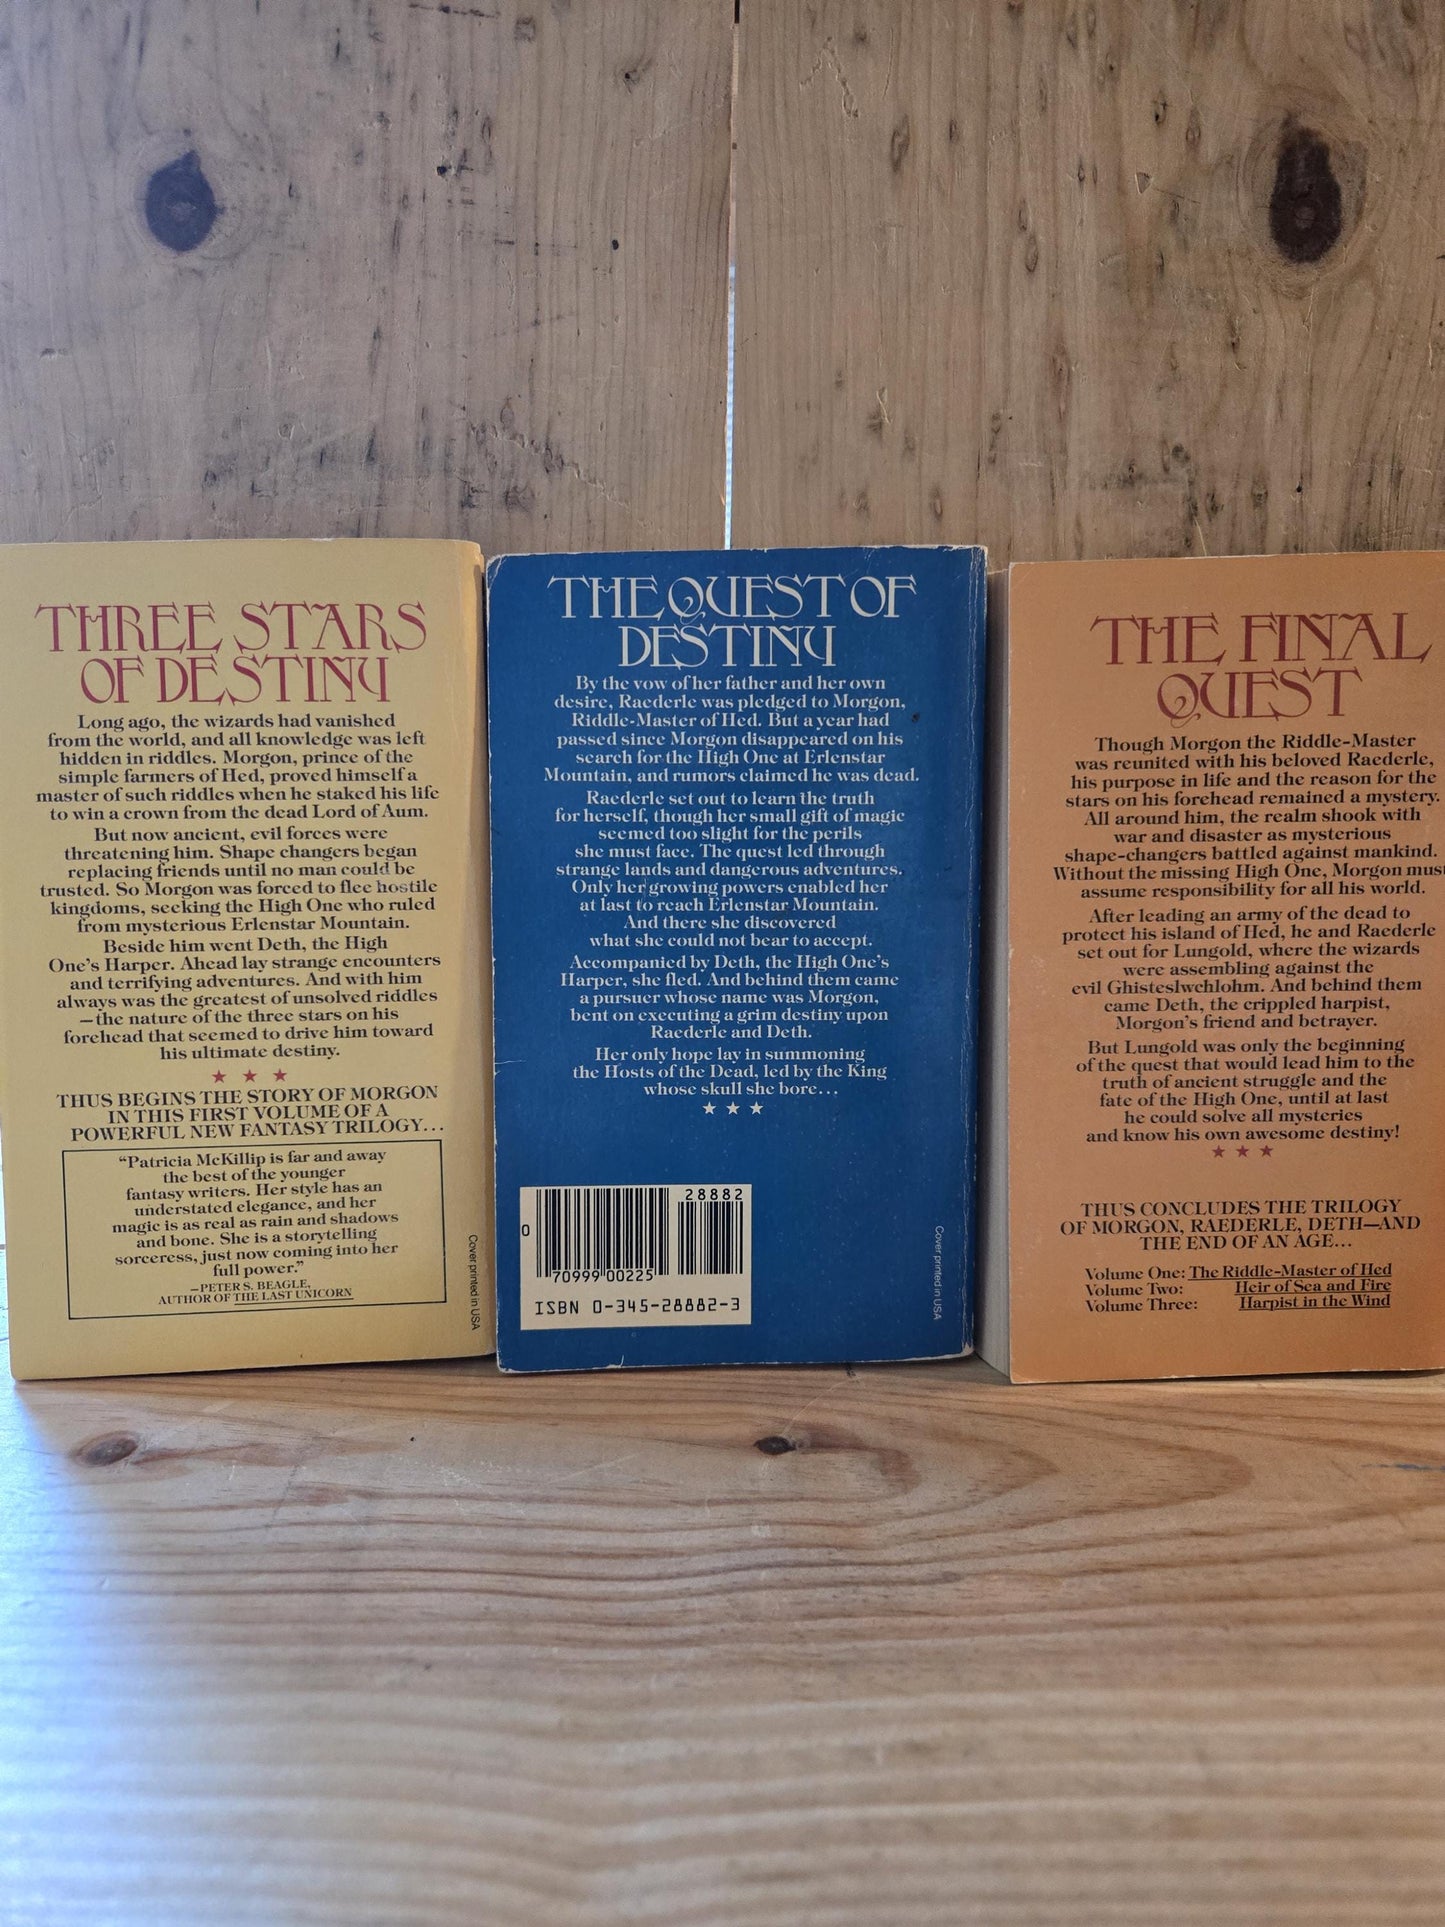 THREE STARS
OF DESTINY
Long ago, the wizards had vanished
from the world, and all knowledge was left
hidden in riddles. Morgon, prince of the
simple farmers of Hed, proved himself a
master of such riddles when he staked his life
to win a crown from the dead Lord of Aum.
But now ancient, evil forces were
threatening him. Shape changers began
replacing friends until no man could be
trusted. So Morgon was forced to flee hostile
kingdoms, seeking the High One who ruled
from mysterious Erlenstar Mountain.
Beside him went Deth, the High
One's Harper. Ahead lay strange encounters
and terrifying adventures. And with him
always was the greatest of unsolved riddles
—the nature of the three stars on his
forehead that seemed to drive him toward
his ultimate destiny.
★ ★ ★
THUS BEGINS THE STORY OF MORGON
IN THIS FIRST VOLUME OF A
POWERFUL NEW FANTASY TRILOGY...
"Patricia McKillip is far and away
the best of the younger
fantasy writers. Her style has an
understated elegance, and her
magic is as real as rain and shadows
and bone. She is a storytelling
sorceress, just now coming into her
full power."
—PETER S. BEAGLE,
AUTHOR OF THE LAST UNICORN
Cover printed in USA
THE QUEST OF
DESTINY
By the vow of her father and her own
desire, Raederle was pledged to Morgon,
Riddle-Master of Hed. But a year had
passed since Morgon disappeared on his
search for the High One at Erlenstar
Mountain, and rumors claimed he was dead.
Raederle set out to learn the truth
for herself, though her small gift of magic
seemed too slight for the perils
she must face. The quest led through
strange lands and dangerous adventures.
Only her growing powers enabled her
at last to reach Erlenstar Mountain.
And there she discovered
what she could not bear to accept.
Accompanied by Deth, the High One's
Harper, she fled. And behind them came
a pursuer whose name was Morgon,
bent on executing a grim destiny upon
Raederle and Deth.
Her only hope lay in summoning
the Hosts of the Dead, led by the King
whose skull she bore...
★ ★ ★
28882
0
70999 00225
ISBN 0-345-28882-3
Cover printed in USA
THE FINAL
QUEST
Though Morgon the Riddle-Master
was reunited with his beloved Raederle,
his purpose in life and the reason for the
stars on his forehead remained a mystery.
All around him, the realm shook with
war and disaster as mysterious
shape-changers battled against mankind.
Without the missing High One, Morgon must
assume responsibility for all his world.
After leading an army of the dead to
protect his island of Hed, he and Raederle
set out for Lungold, where the wizards
were assembling against the
evil Ghisteslwchlohm. And behind them
came Deth, the crippled harpist,
Morgon's friend and betrayer.
But Lungold was only the beginning
of the quest that would lead him to the
truth of ancient struggle and the
fate of the High One, until at last
he could solve all mysteries
and know his own awesome destiny!
★ ★ ★
THUS CONCLUDES THE TRILOGY
OF MORGON, RAEDERLE, DETH—AND
THE END OF AN AGE...
Volume One: The Riddle-Master of Hed
Volume Two: Heir of Sea and Fire
Volume Three: Harpist in the Wind